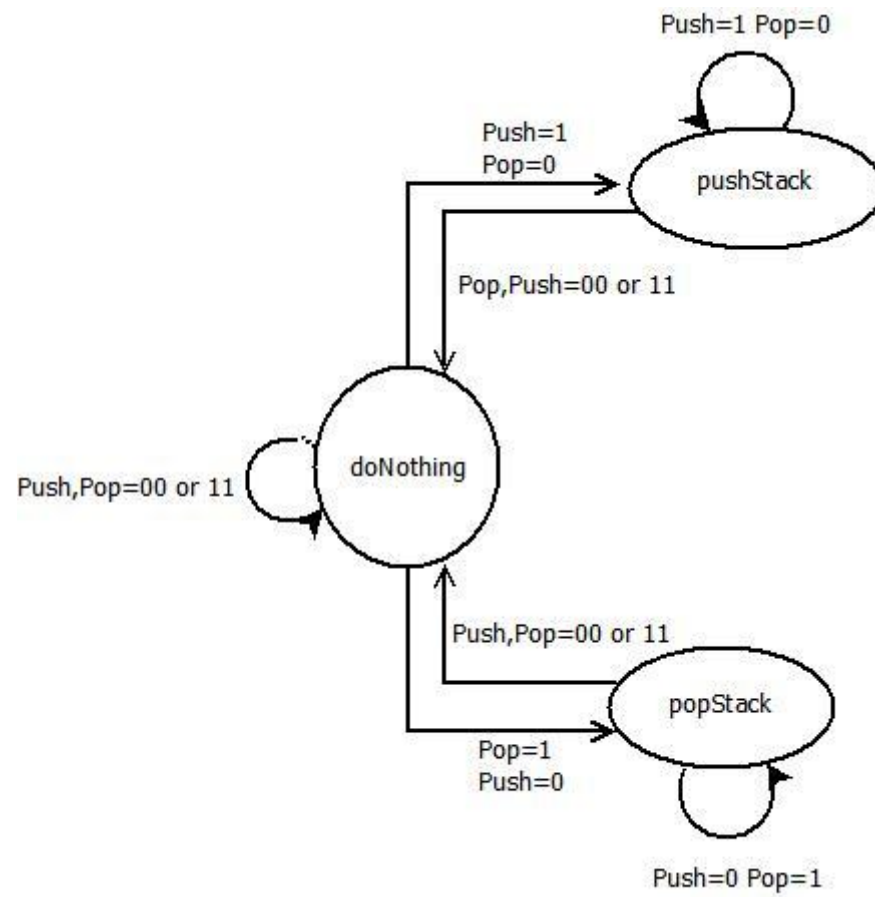 Push=1 Pop=0
Push=1
Pop=0
pushStack
Pop,Push=00 or 11
doNothing
Push,Pop=00 or 11
Push,Pop=00 or 11
popStack
Pop=1
Push=0
Push=0 Pop=1